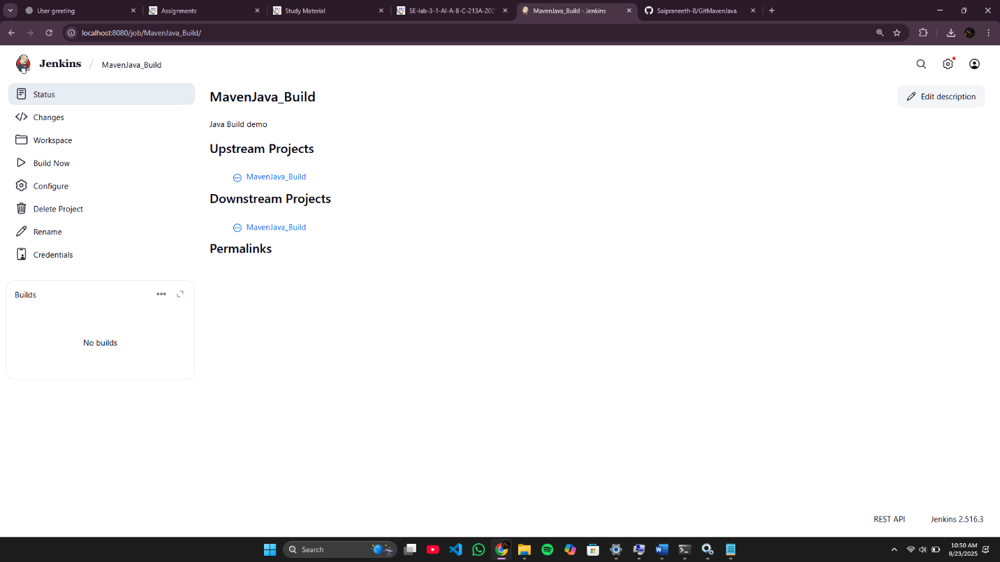 User greeting
Assignments
Study Material
SE-lab-3-1-AI-A-B-C-213A-202
MavenJava_Build - Jenkins
Saipraneeth-B/GitMavenJava
localhost:8080/job/MavenJava_Build/
Jenkins / MavenJava_Build
Status
Changes
Workspace
Build Now
Configure
Delete Project
Rename
Credentials
Builds
No builds
MavenJava_Build
Edit description
Java Build demo
Upstream Projects
MavenJava_Build
Downstream Projects
MavenJava_Build
Permalinks
REST API
Jenkins 2.516.3
Search
10:50 AM
9/23/2025